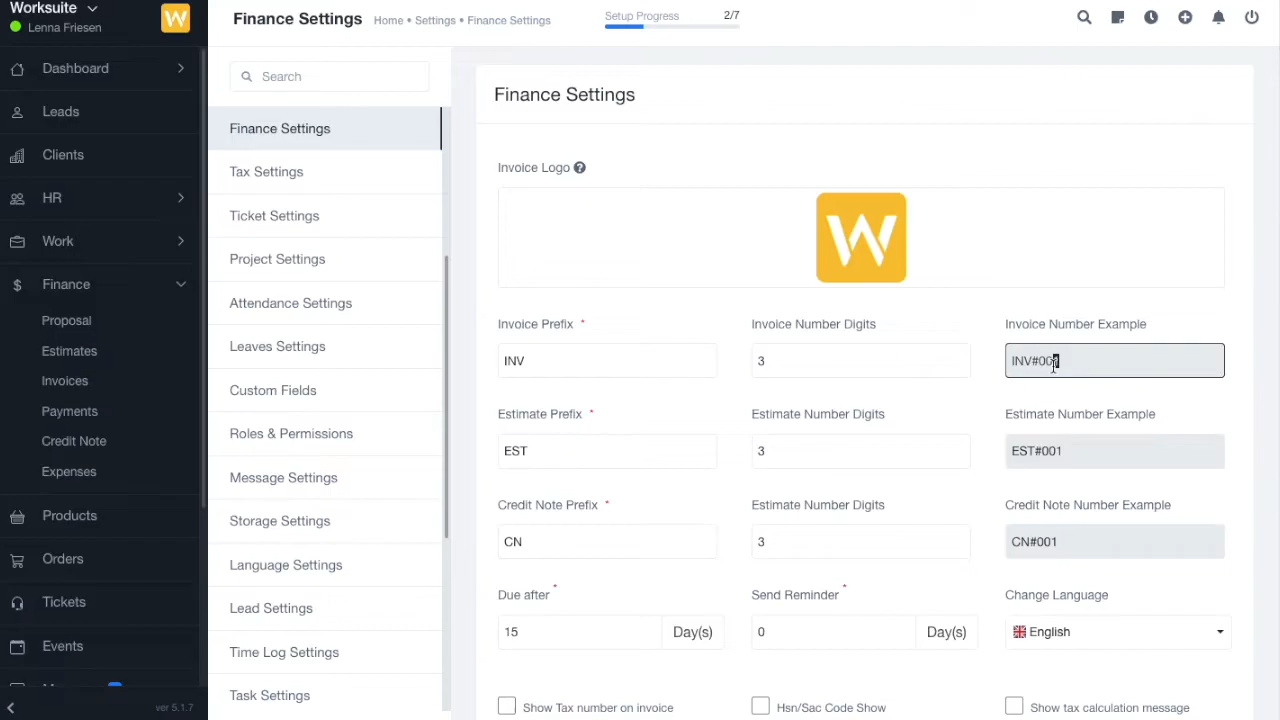 Worksuite
Lenna Friesen
W
Finance Settings
Home • Settings • Finance Settings
Setup Progress 2/7
Dashboard
Leads
Clients
HR
Work
$ Finance
Proposal
Estimates
Invoices
Payments
Credit Note
Expenses
Products
Orders
Tickets
Events
ver 5.1.7
Search
Finance Settings
Tax Settings
Ticket Settings
Project Settings
Attendance Settings
Leaves Settings
Custom Fields
Roles & Permissions
Message Settings
Storage Settings
Language Settings
Lead Settings
Time Log Settings
Task Settings
Finance Settings
Invoice Logo ?
W
Invoice Prefix * Invoice Number Digits Invoice Number Example
INV 3 INV#00
Estimate Prefix * Estimate Number Digits Estimate Number Example
EST 3 EST#001
Credit Note Prefix * Estimate Number Digits Credit Note Number Example
CN 3 CN#001
Due after * Send Reminder * Change Language
15 Day(s) 0 Day(s) English
Show Tax number on invoice Hsn/Sac Code Show Show tax calculation message